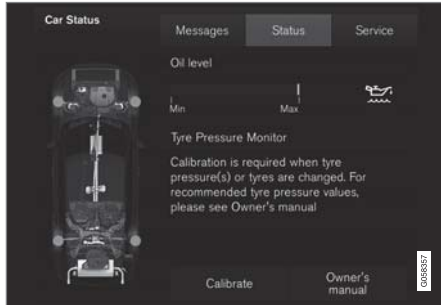 Car Status
Messages
Status
Service
Oil level
Min
Max
Tyre Pressure Monitor
Calibration is required when tyre
pressure(s) or tyres are changed. For
recommended tyre pressure values,
please see Owner's manual
Calibrate
Owner's
manual
G058357